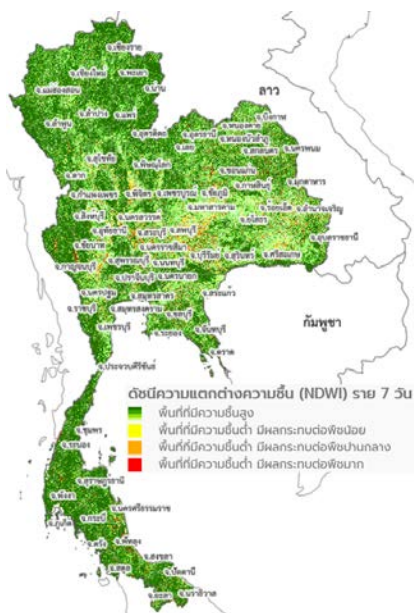 จ.เชียงราย
จ.เชียงใหม่
จ.พะเยา
จ.แม่ฮ่องสอน
จ.น่าน
จ.ลำปาง
จ.แพร่
จ.ลำพูน
จ.อุตรดิตถ์
ลาว
จ.บึงกาฬ
จ.หนองคาย
จ.อุดรธานี
จ.หนองบัวลำภู
จ.เลย
จ.สกลนคร
จ.นครพนม
จ.สุโขทัย
จ.พิษณุโลก
จ.ตาก
จ.ขอนแก่น
จ.กาฬสินธุ์
จ.มุกดาหาร
จ.กำแพงเพชร
จ.พิจิตร
จ.เพชรบูรณ์
จ.ชัยภูมิ
จ.มหาสารคาม
จ.ร้อยเอ็ด
จ.อำนาจเจริญ
จ.สิงห์บุรี
จ.นครสวรรค์
จ.ยโสธร
จ.อุทัยธานี
จ.สระบุรี
จ.ลพบุรี
จ.อุบลราชธานี
จ.ชัยนาท
จ.นครราชสีมา
จ.บุรีรัมย์
จ.สุรินทร์
จ.ศรีสะเกษ
จ.กาญจนบุรี
จ.สุพรรณบุรี
จ.นนทบุรี
จ.ปราจีนบุรี
จ.นครนายก
จ.สระแก้ว
จ.นครปฐม
จ.สมุทรสาคร
จ.ราชบุรี
จ.สมุทรสงคราม
จ.ชลบุรี
จ.เพชรบุรี
จ.ระยอง
จ.จันทบุรี
จ.ตราด
กัมพูชา
จ.ประจวบคีรีขันธ์
ดัชนีความแตกต่างความชื้น (NDWI) ราย 7 วัน
พื้นที่ที่มีความชื้นสูง
พื้นที่ที่มีความชื้นต่ำ มีผลกระทบต่อพืชน้อย
พื้นที่ที่มีความชื้นต่ำ มีผลกระทบต่อพืชปานกลาง
พื้นที่ที่มีความชื้นต่ำ มีผลกระทบต่อพืชมาก
จ.ชุมพร
จ.ระนอง
จ.สุราษฎร์ธานี
จ.พังงา
จ.นครศรีธรรมราช
จ.ภูเก็ต
จ.กระบี่
จ.ตรัง
จ.พัทลุง
จ.สงขลา
จ.สตูล
จ.ปัตตานี
จ.ยะลา
จ.นราธิวาส